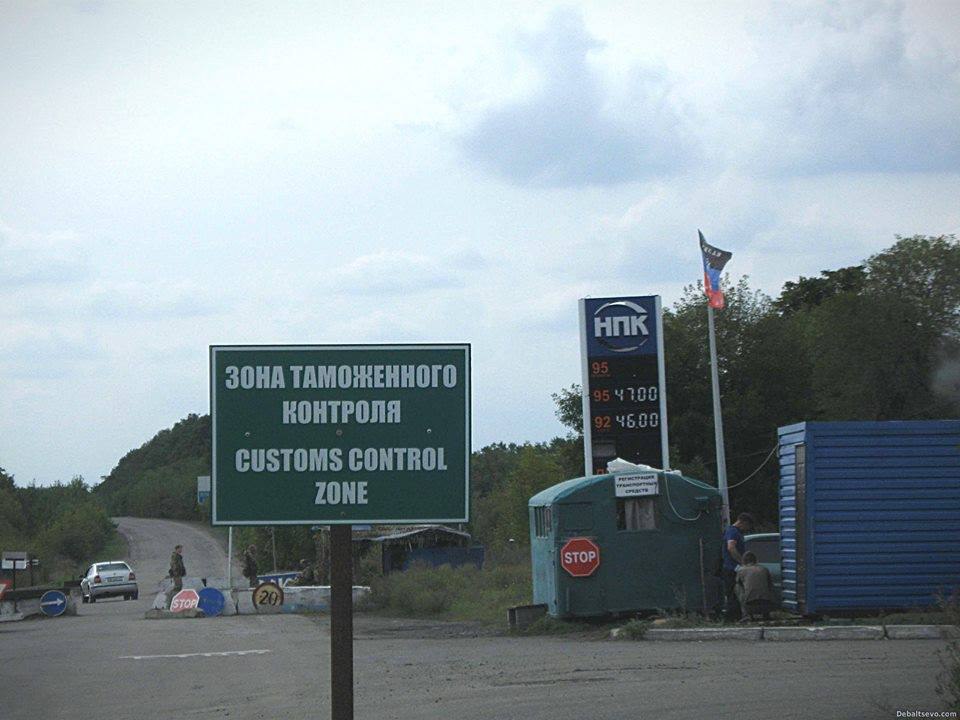 ЗОНА ТАМОЖЕННОГО
КОНТРОЛЯ
CUSTOMS CONTROL
ZONE
НПК
95
95 47.00
92 46.00
РЕГИСТРАЦИЯ
ТРАНСПОРТНЫХ
СРЕДСТВ
STOP
STOP
20
Debaltsevo.com